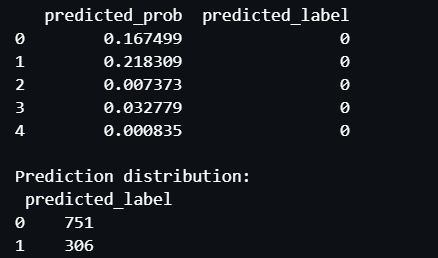 predicted_prob predicted_label
0 0.167499 0
1 0.218309 0
2 0.007373 0
3 0.032779 0
4 0.000835 0
Prediction distribution:
predicted_label
0 751
1 306